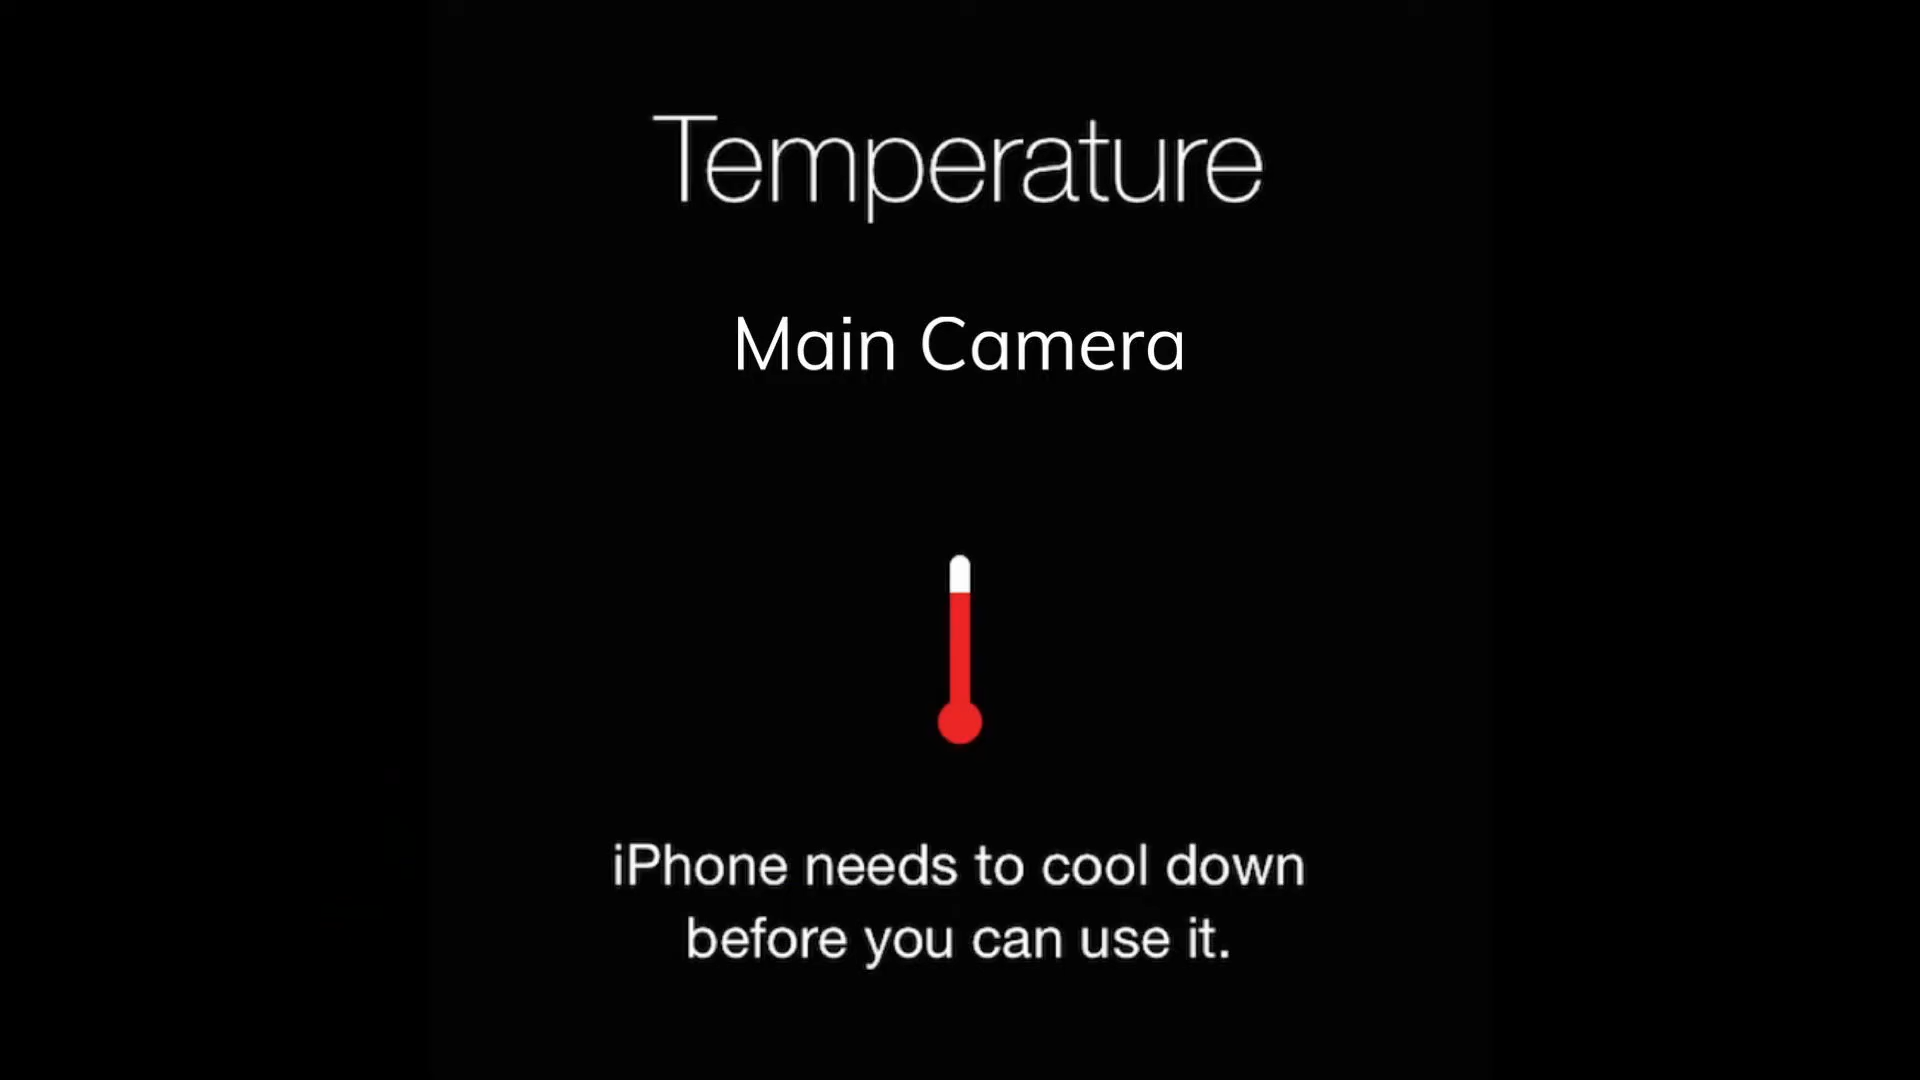 Temperature
Main Camera
iPhone needs to cool down
before you can use it.